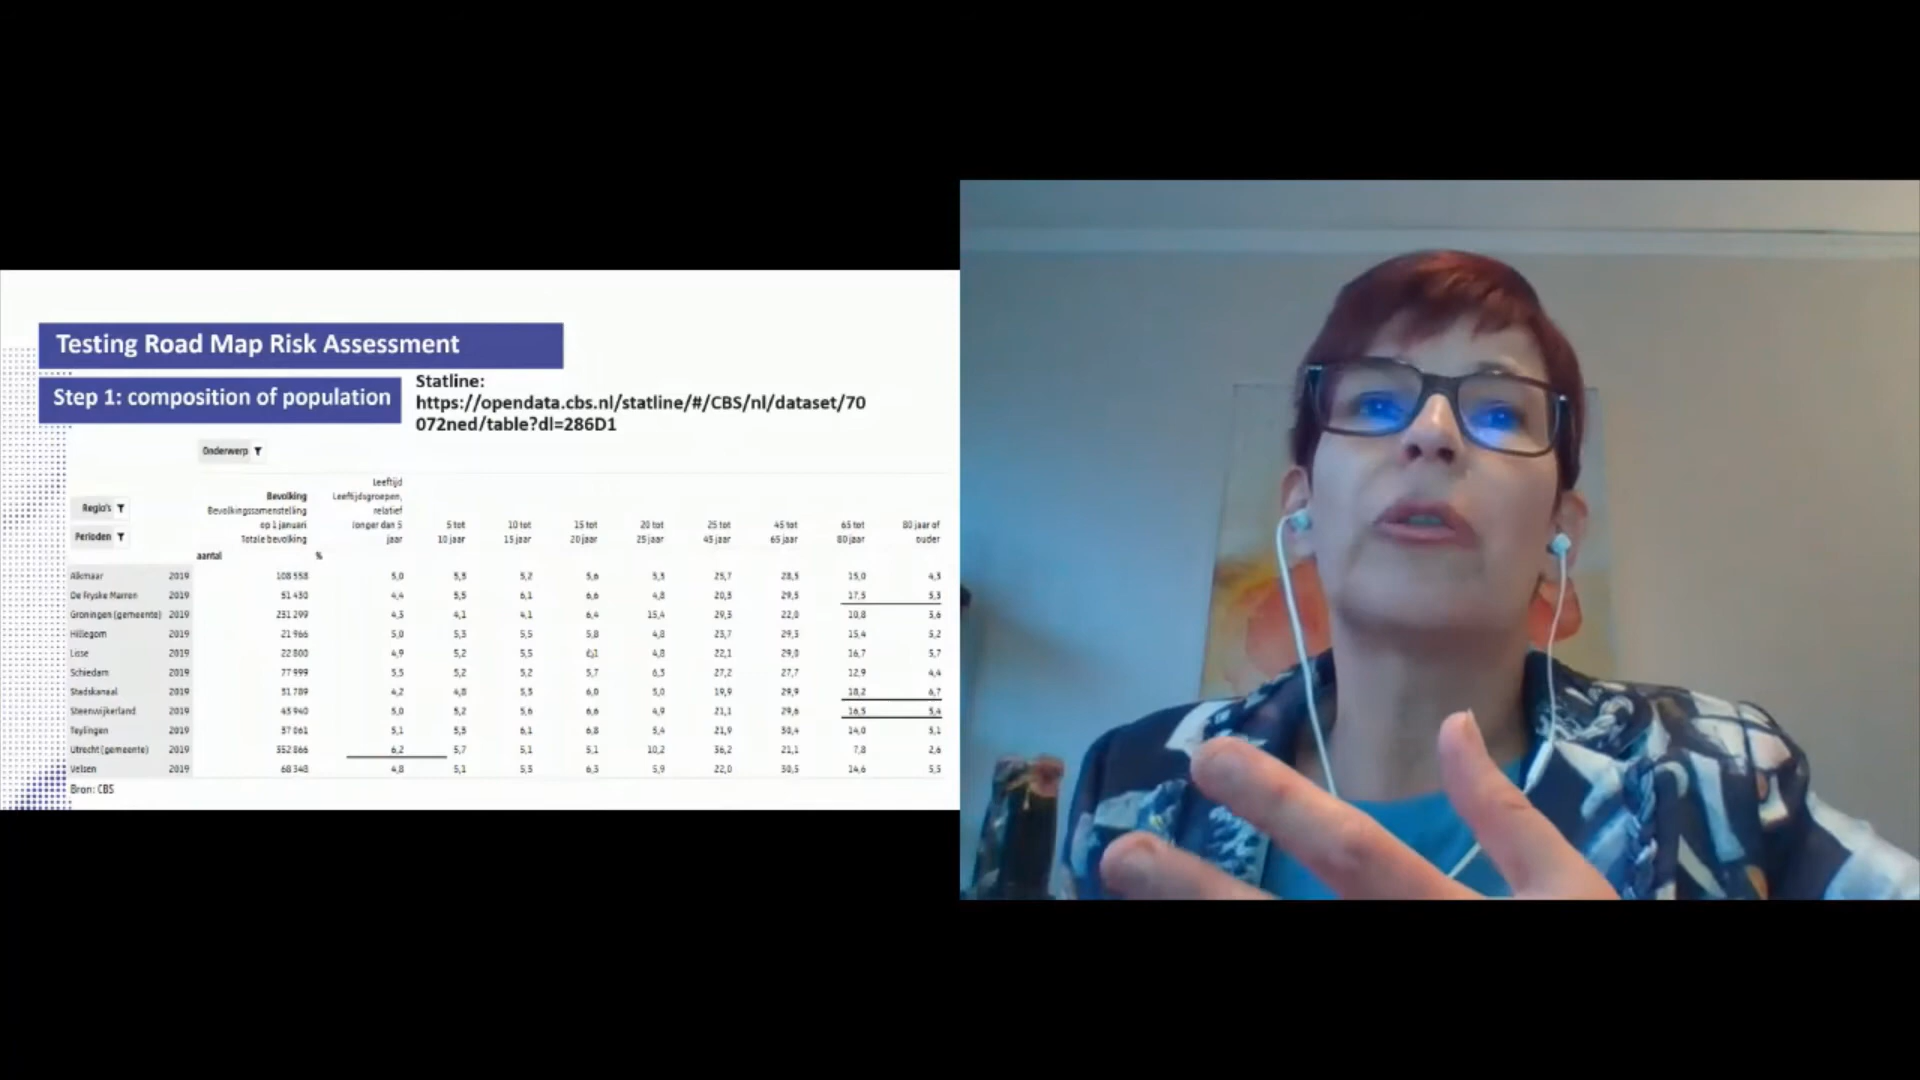 Testing Road Map Risk Assessment
Step 1: composition of population
Statline:
https://opendata.cbs.nl/statline/#/CBS/nl/dataset/70
072ned/table?dl=286D1
Onderwerp
Regio's
Perioden
Bevolking
Bevolkingssamenstelling
op 1 januari
Totale bevolking
aantal
Leeftijd
Leeftijdsgroepen,
relatief
Jonger dan 5
jaar
%
5 tot
10 jaar
10 tot
15 jaar
15 tot
20 jaar
20 tot
25 jaar
25 tot
45 jaar
45 tot
65 jaar
65 tot
80 jaar
80 jaar of
ouder
Alkmaar 2019 108 558 5,0 5,3 5,2 5,6 5,3 25,7 28,5 15,0 4,3
De Fryske Marren 2019 51 430 4,4 5,5 6,1 6,6 4,8 20,3 29,5 17,5 5,3
Groningen (gemeente) 2019 231 299 4,3 4,1 4,1 6,4 15,4 29,3 22,0 10,8 3,6
Hillegom 2019 21 966 5,0 5,3 5,5 5,8 4,8 23,7 29,3 15,4 5,2
Lisse 2019 22 800 4,9 5,2 5,5 6,1 4,8 22,1 29,0 16,7 5,7
Schiedam 2019 77 999 5,5 5,2 5,2 5,7 6,3 27,2 27,7 12,9 4,4
Stadskanaal 2019 31 789 4,2 4,8 5,3 6,0 5,0 19,9 29,9 18,2 6,7
Steenwijkerland 2019 43 940 5,0 5,2 5,6 6,6 4,9 21,1 29,6 16,5 5,4
Teylingen 2019 37 061 5,1 5,5 6,1 6,8 5,4 21,9 30,4 14,0 5,1
Utrecht (gemeente) 2019 352 866 6,2 5,7 5,1 5,1 10,2 36,2 21,1 7,8 2,6
Velsen 2019 68 348 4,8 5,1 5,5 6,3 5,9 22,0 30,5 14,6 5,5
Bron: CBS